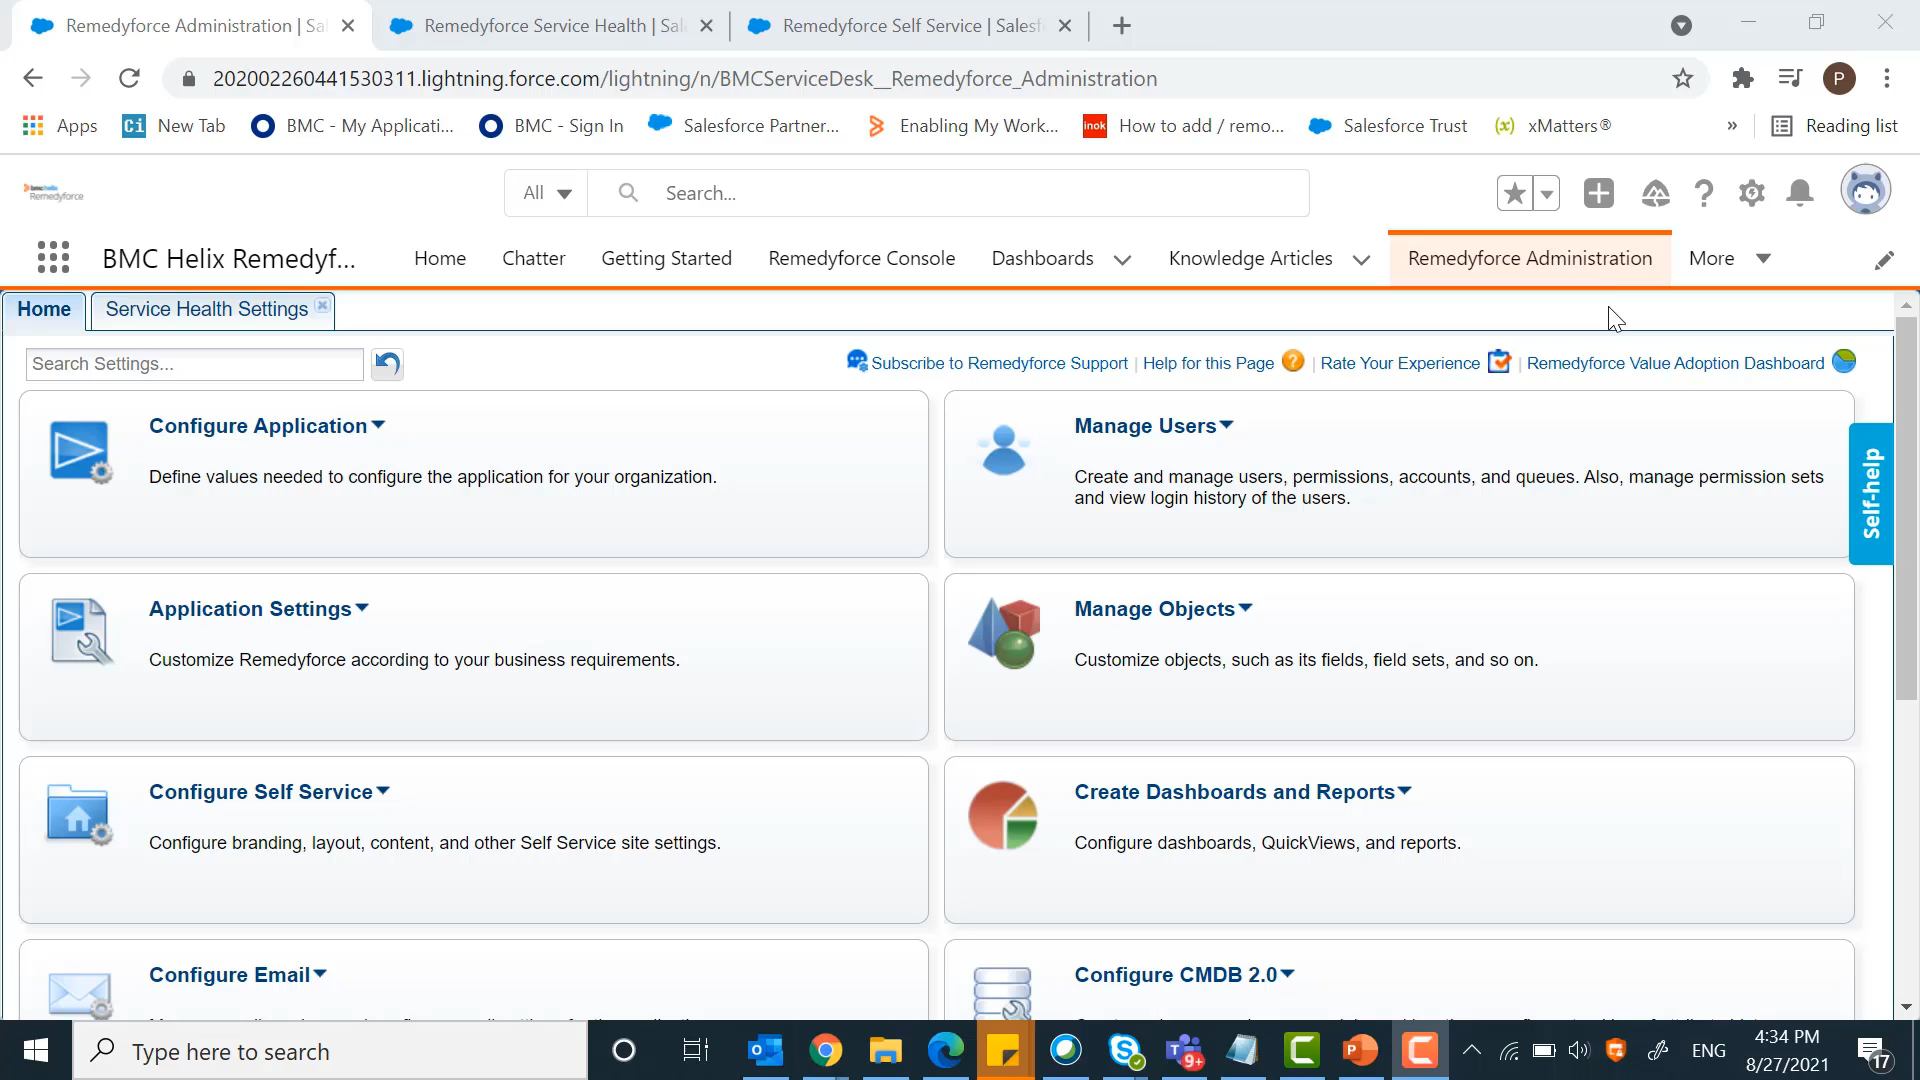 Remedyforce Administration | Sa
Remedyforce Service Health | Sal
Remedyforce Self Service | Salesf
20200226044153031​1.lightning.force.com/lightning/n/BMCServiceDesk__Remedyforce_Administration
P
Apps
Ci
New Tab
BMC - My Applicati...
BMC - Sign In
Salesforce Partner...
Enabling My Work...
inok
How to add / remo...
Salesforce Trust
(x)
xMatters®
»
Reading list
bmc helix
Remedyforce
All
Search...
BMC Helix Remedyf...
Home
Chatter
Getting Started
Remedyforce Console
Dashboards
Knowledge Articles
Remedyforce Administration
More
Home
Service Health Settings
Search Settings...
Subscribe to Remedyforce Support | Help for this Page | Rate Your Experience | Remedyforce Value Adoption Dashboard
Configure Application
Define values needed to configure the application for your organization.
Manage Users
Create and manage users, permissions, accounts, and queues. Also, manage permission sets
and view login history of the users.
Self-help
Application Settings
Customize Remedyforce according to your business requirements.
Manage Objects
Customize objects, such as its fields, field sets, and so on.
Configure Self Service
Configure branding, layout, content, and other Self Service site settings.
Create Dashboards and Reports
Configure dashboards, QuickViews, and reports.
Configure Email
Configure CMDB 2.0
Type here to search
9+
ENG
4:34 PM
8/27/2021
17